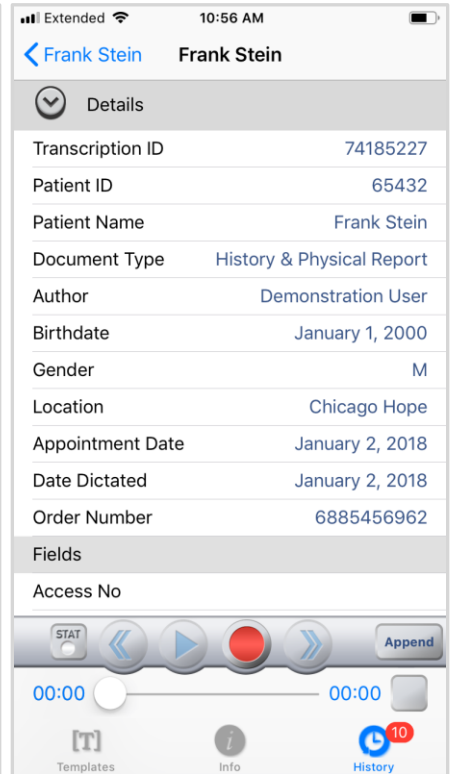 Extended 10:56 AM
Frank Stein Frank Stein
Details
Transcription ID 74185227
Patient ID 65432
Patient Name Frank Stein
Document Type History & Physical Report
Author Demonstration User
Birthdate January 1, 2000
Gender M
Location Chicago Hope
Appointment Date January 2, 2018
Date Dictated January 2, 2018
Order Number 6885456962
Fields
Access No
STAT Append
00:00 00:00
[T] i 10
Templates Info History